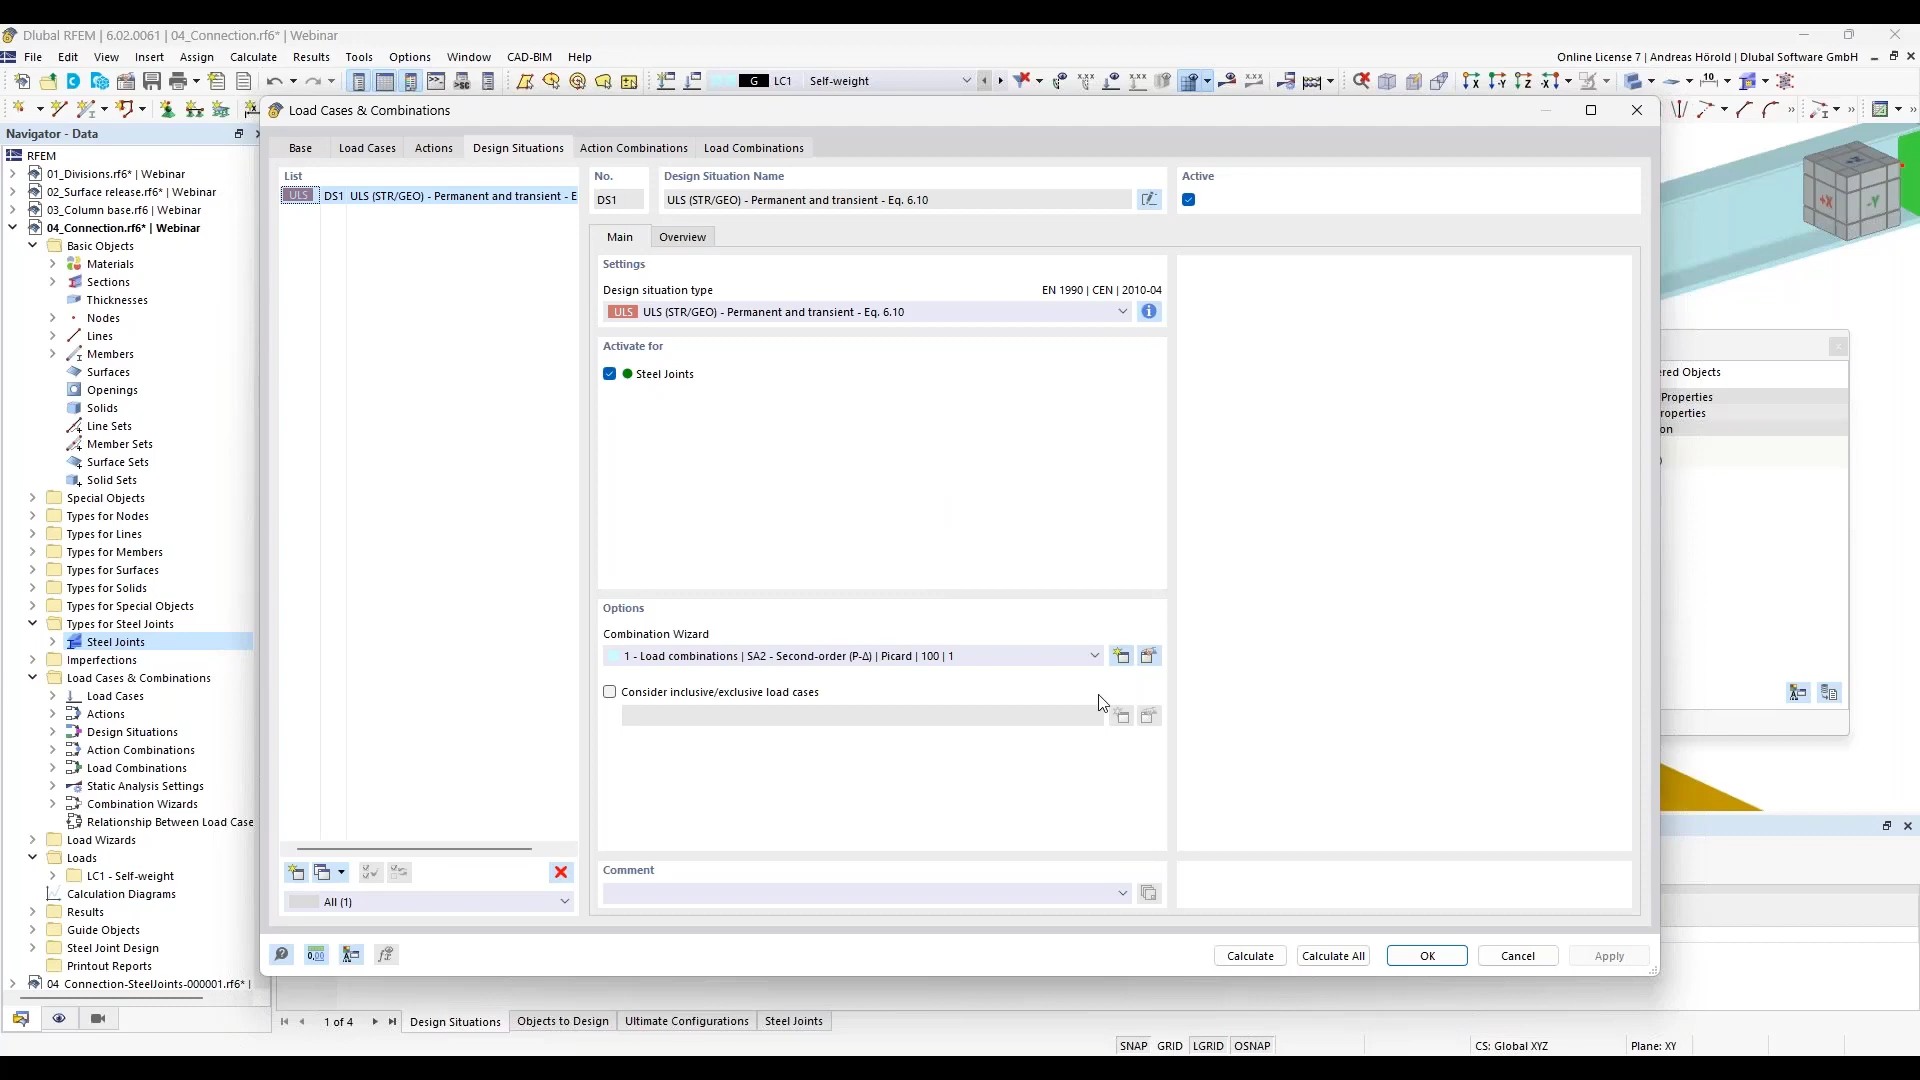 Dlubal RFEM | 6.02.0061 | 04_Connection.rf6* | Webinar
File Edit View Insert Assign Calculate Results Tools Options Window CAD-BIM Help
Online License 7 | Andreas Hörold | Dlubal Software GmbH
G LC1 Self-weight
Navigator - Data
RFEM
01_Divisions.rf6* | Webinar
02_Surface release.rf6* | Webinar
03_Column base.rf6 | Webinar
04_Connection.rf6* | Webinar
Basic Objects
Materials
Sections
Thicknesses
Nodes
Lines
Members
Surfaces
Openings
Solids
Line Sets
Member Sets
Surface Sets
Solid Sets
Special Objects
Types for Nodes
Types for Lines
Types for Members
Types for Surfaces
Types for Solids
Types for Special Objects
Types for Steel Joints
Steel Joints
Imperfections
Load Cases & Combinations
Load Cases
Actions
Design Situations
Action Combinations
Load Combinations
Static Analysis Settings
Combination Wizards
Relationship Between Load Case
Load Wizards
Loads
LC1 - Self-weight
Calculation Diagrams
Results
Guide Objects
Steel Joint Design
Printout Reports
04_Connection-SteelJoints-000001.rf6* |
Load Cases & Combinations
Base Load Cases Actions Design Situations Action Combinations Load Combinations
List
ULS DS1 ULS (STR/GEO) - Permanent and transient - E
All (1)
No.
DS1
Design Situation Name
ULS (STR/GEO) - Permanent and transient - Eq. 6.10
Active
Main Overview
Settings
Design situation type EN 1990 | CEN | 2010-04
ULS ULS (STR/GEO) - Permanent and transient - Eq. 6.10
Activate for
Steel Joints
Options
Combination Wizard
1 - Load combinations | SA2 - Second-order (P-Δ) | Picard | 100 | 1
Consider inclusive/exclusive load cases
Comment
Calculate Calculate All OK Cancel Apply
+X -Y -Z
ered Objects
Properties
roperties
on
)
1 of 4 Design Situations Objects to Design Ultimate Configurations Steel Joints
SNAP GRID LGRID OSNAP CS: Global XYZ Plane: XY